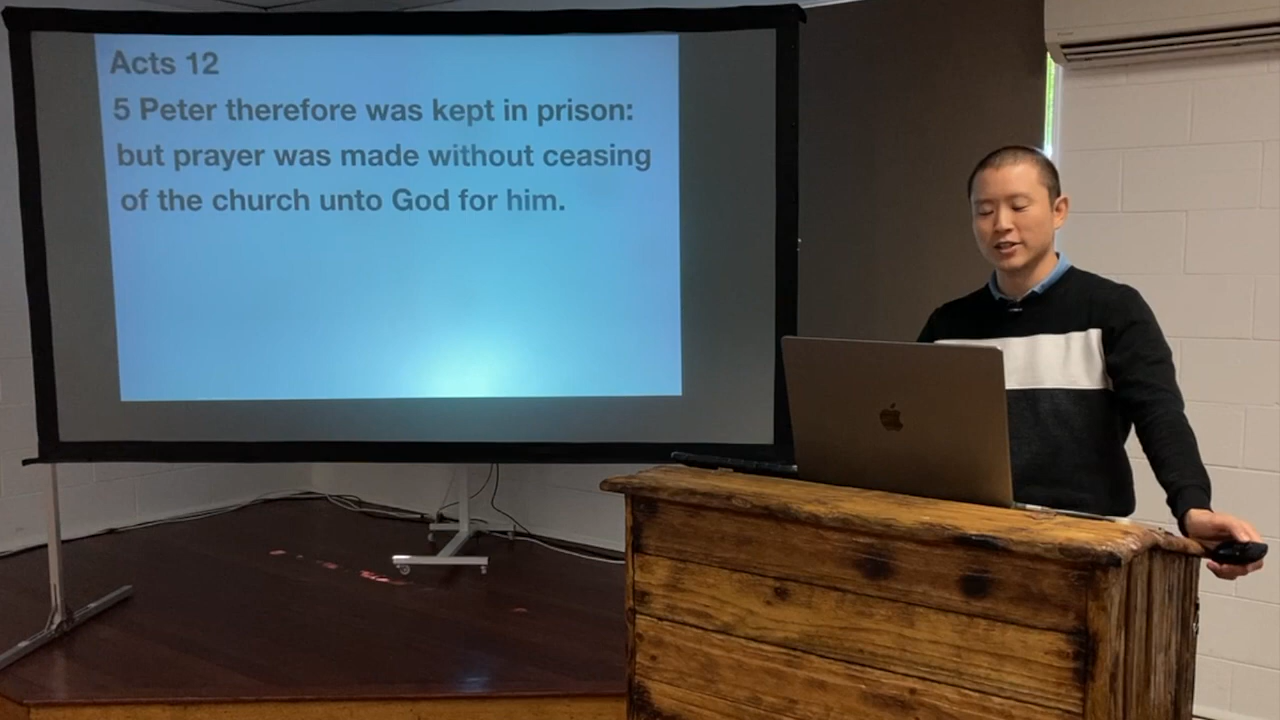 Acts 12
5 Peter therefore was kept in prison:
but prayer was made without ceasing
of the church unto God for him.